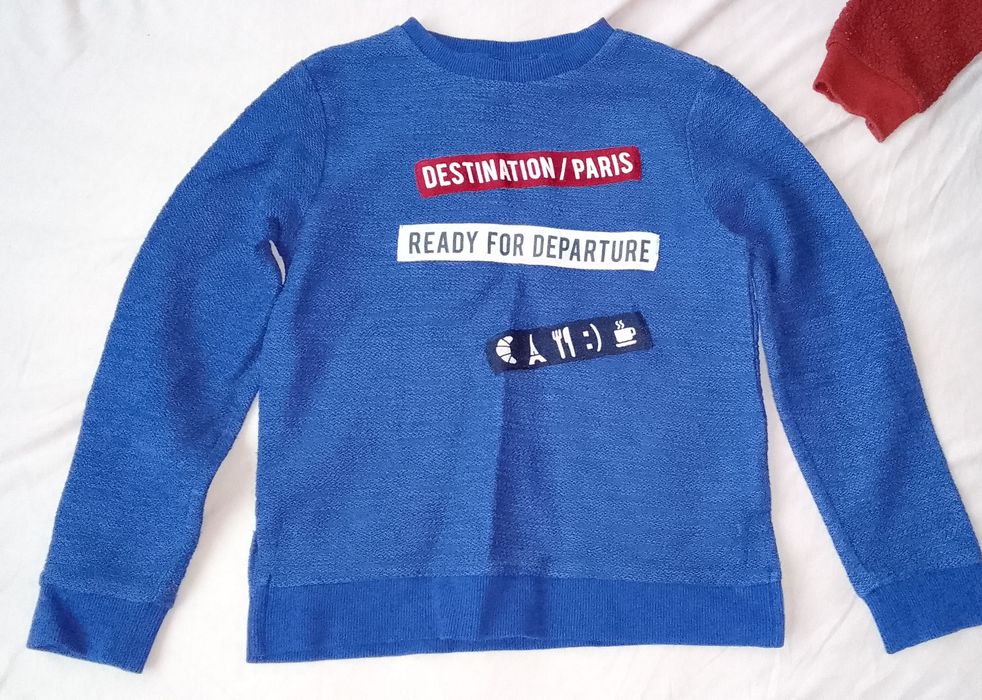 DESTINATION / PARIS
READY FOR DEPARTURE
:)